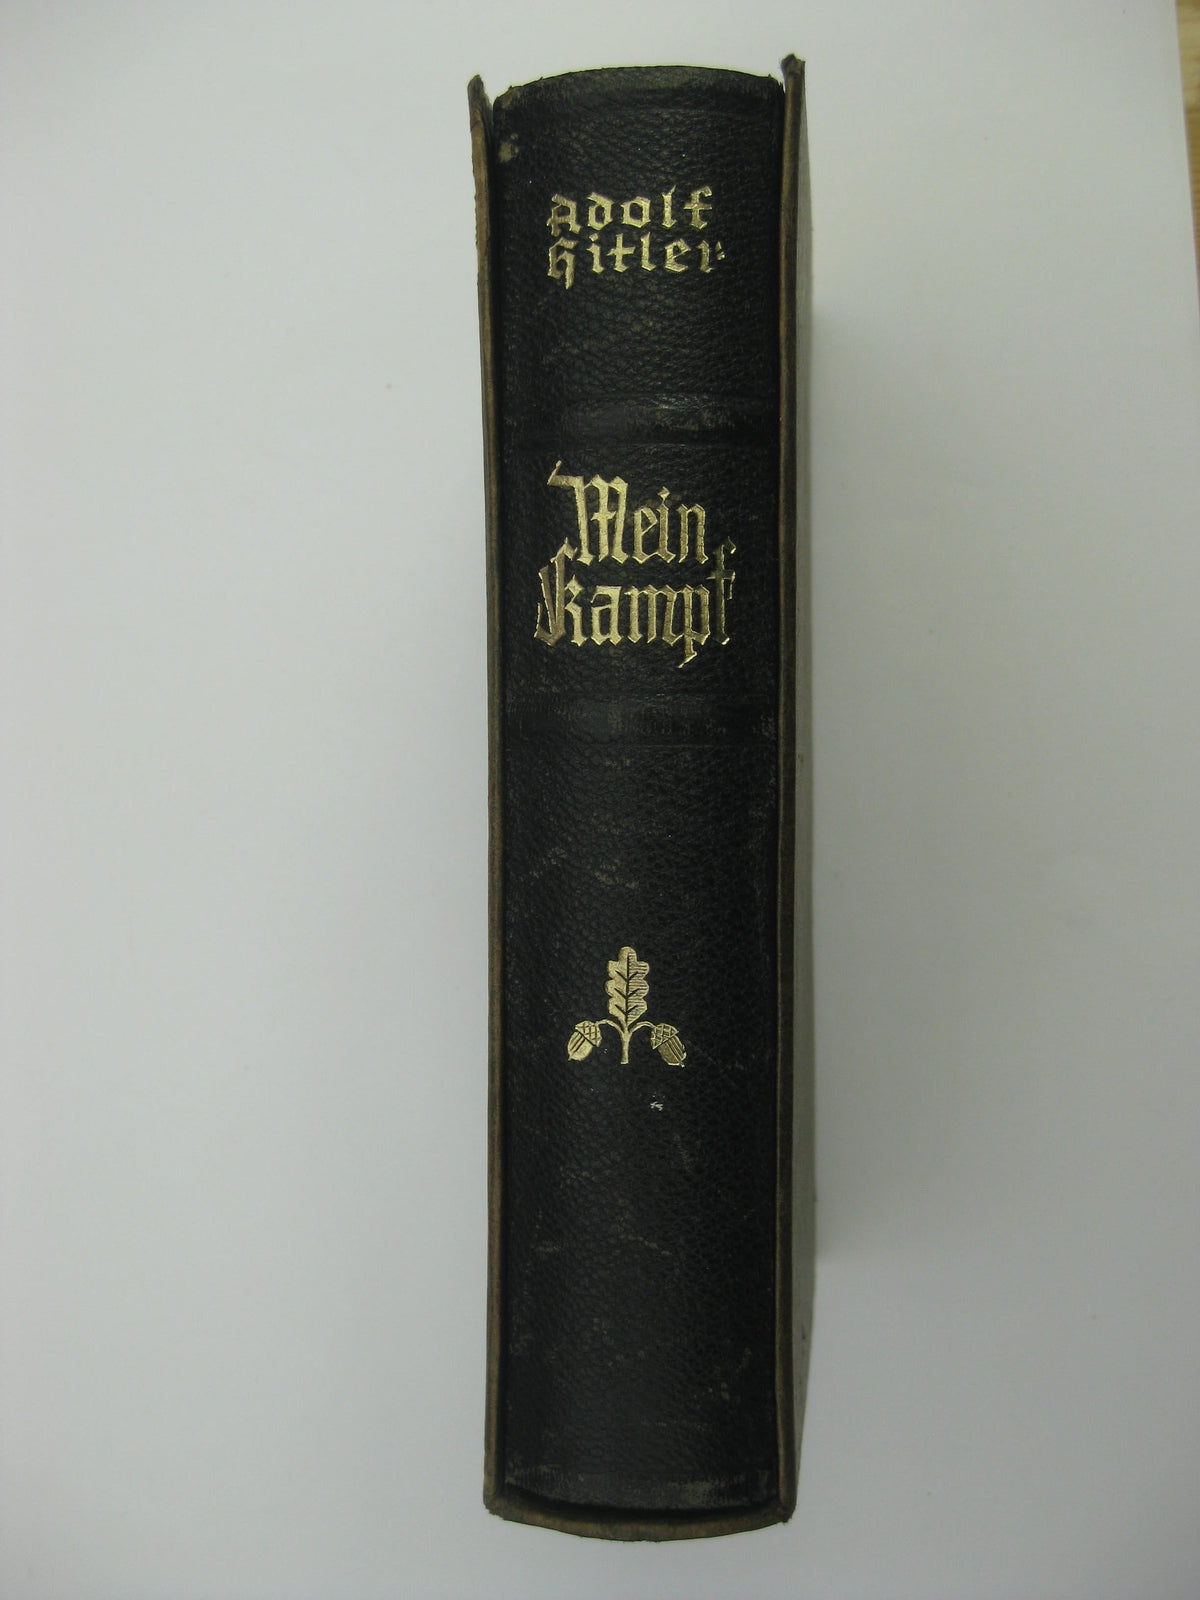 Adolf
Hitler
Mein
Kampf